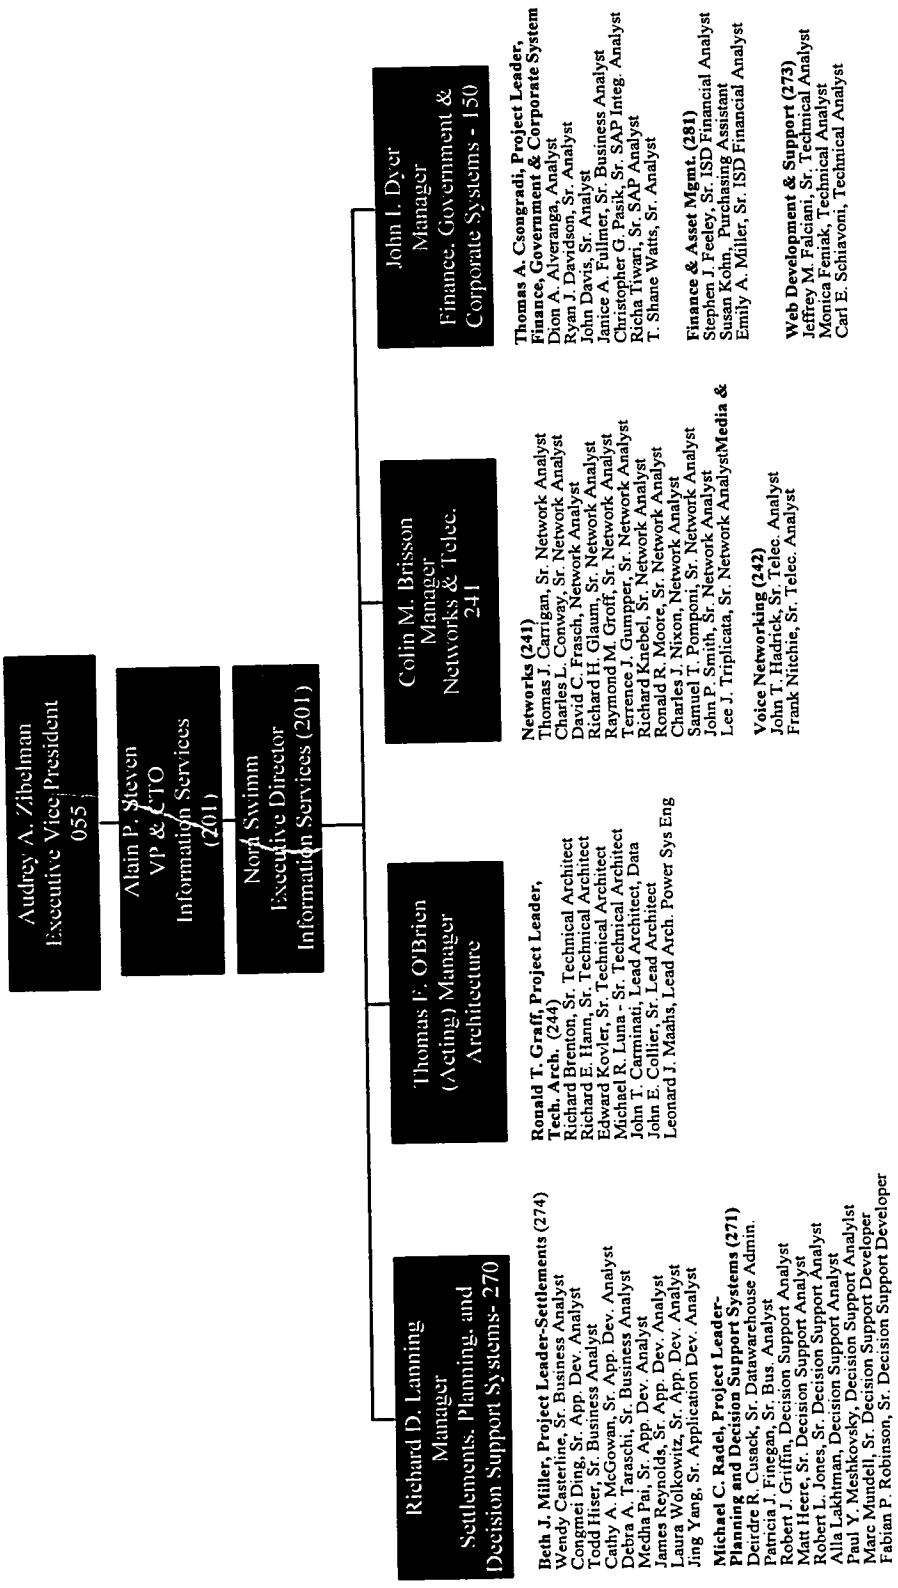 Audrey A. Zibelman
Executive Vice President
055
Alain P. Steven
VP & CTO
Information Services
(201)
Nora Swimm
Executive Director
Information Services (201)
Richard D. Lanning
Manager
Settlements, Planning, and
Decision Support Systems- 270
Beth J. Miller, Project Leader-Settlements (274)
Wendy Casterline, Sr. Business Analyst
Congmei Ding, Sr. App. Dev. Analyst
Todd Hiser, Sr. Business Analyst
Cathy A. McGowan, Sr. App. Dev. Analyst
Debra A. Taraschi, Sr. Business Analyst
Medha Pai, Sr. App. Dev. Analyst
James Reynolds, Sr. App. Dev. Analyst
Laura Wolkowitz, Sr. App. Dev. Analyst
Jing Yang, Sr. Application Dev. Analyst
Michael C. Radel, Project Leader-
Planning and Decision Support Systems (271)
Deirdre R. Cusack, Sr. Datawarehouse Admin.
Patricia J. Finegan, Sr. Bus. Analyst
Robert J. Griffin, Decision Support Analyst
Matt Heere, Sr. Decision Support Analyst
Robert L. Jones, Sr. Decision Support Analyst
Alla Lakhtman, Decision Support Analyst
Paul Y. Meshkovsky, Decision Support Analylst
Marc Mundell, Sr. Decision Support Developer
Fabian P. Robinson, Sr. Decision Support Developer
Thomas F. O'Brien
(Acting) Manager
Architecture
Ronald T. Graff, Project Leader,
Tech. Arch. (244)
Richard Brenton, Sr. Technical Architect
Richard E. Hann, Sr. Technical Architect
Edward Kovler, Sr. Technical Architect
Michael R. Luna - Sr. Technical Architect
John T. Carminati, Lead Architect, Data
John E. Collier, Sr. Lead Architect
Leonard J. Maahs, Lead Arch. Power Sys Eng
Colin M. Brisson
Manager
Networks & Telec.
241
Networks (241)
Thomas J. Carrigan, Sr. Network Analyst
Charles L. Conway, Sr. Network Analyst
David C. Frasch, Network Analyst
Richard H. Glaum, Sr. Network Analyst
Raymond M. Groff, Sr. Network Analyst
Terrence J. Gumpper, Sr. Network Analyst
Richard Knebel, Sr. Network Analyst
Ronald R. Moore, Sr. Network Analyst
Charles J. Nixon, Network Analyst
Samuel T. Pomponi, Sr. Network Analyst
John P. Smith, Sr. Network Analyst
Lee J. Triplicata, Sr. Network AnalystMedia &
Voice Networking (242)
John T. Hadrick, Sr. Telec. Analyst
Frank Nitchie, Sr. Telec. Analyst
John I. Dyer
Manager
Finance, Government &
Corporate Systems - 150
Thomas A. Csongradi, Project Leader,
Finance, Government & Corporate System
Dion A. Alveranga, Analyst
Ryan J. Davidson, Sr. Analyst
John Davis, Sr. Analyst
Janice A. Fullmer, Sr. Business Analyst
Christopher G. Pasik, Sr. SAP Integ. Analyst
Richa Tiwari, Sr. SAP Analyst
T. Shane Watts, Sr. Analyst
Finance & Asset Mgmt. (281)
Stephen J. Feeley, Sr. ISD Financial Analyst
Susan Kohn, Purchasing Assistant
Emily A. Miller, Sr. ISD Financial Analyst
Web Development & Support (273)
Jeffrey M. Falciani, Sr. Technical Analyst
Monica Feniak, Technical Analyst
Carl E. Schiavoni, Technical Analyst